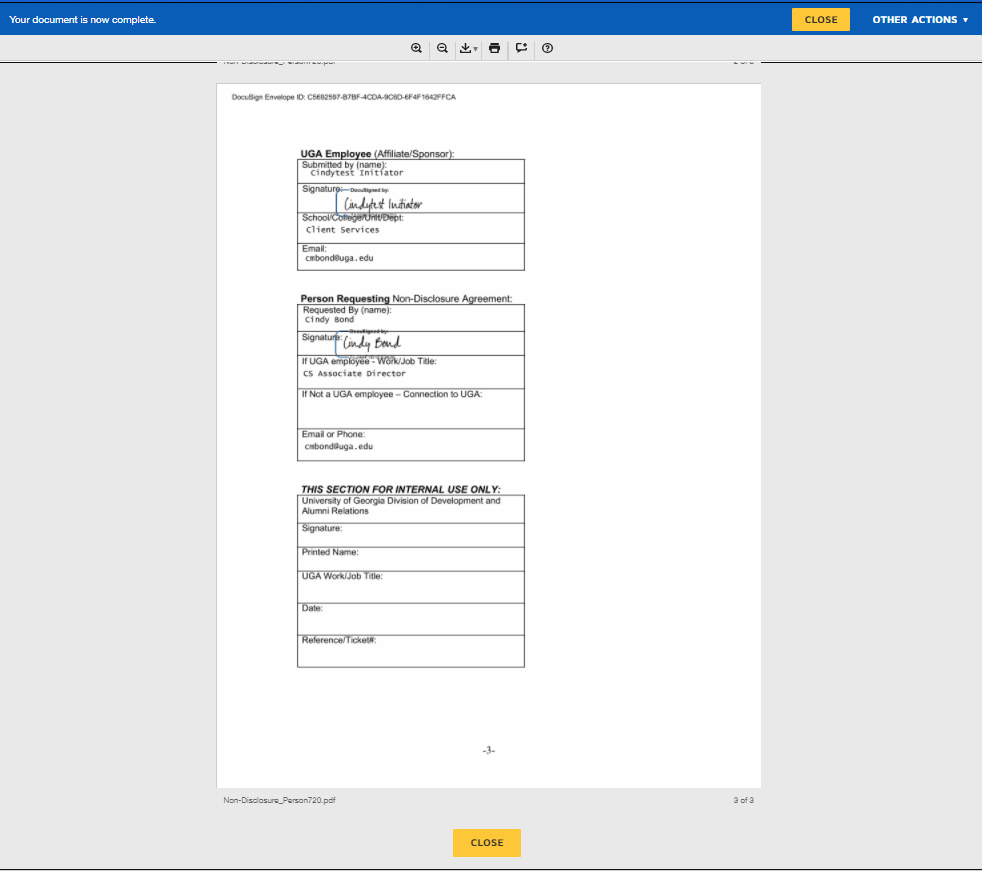 Your document is now complete.
CLOSE
OTHER ACTIONS
DocuSign Envelope ID: C5692597-B7BF-4CDA-9C6D-6F4F1642FFCA
UGA Employee (Affiliate/Sponsor):
Submitted by (name):
Cindytest Initiator
Signature:
DocuSigned by:
Cindytest Initiator
School/College/Unit/Dept:
Client Services
Email:
cmbond@uga.edu
Person Requesting Non-Disclosure Agreement:
Requested By (name):
Cindy Bond
Signature:
DocuSigned by:
Cindy Bond
If UGA employee - Work/Job Title:
CS Associate Director
If Not a UGA employee – Connection to UGA:
Email or Phone:
cmbond@uga.edu
THIS SECTION FOR INTERNAL USE ONLY:
University of Georgia Division of Development and
Alumni Relations
Signature:
Printed Name:
UGA Work/Job Title:
Date:
Reference/Ticket#:
-3-
Non-Disclosure_Person720.pdf
3 of 3
CLOSE